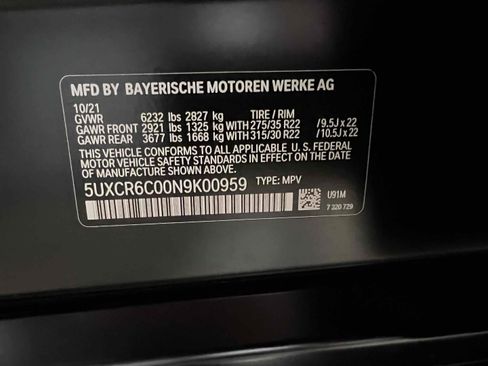 MFD BY BAYERISCHE MOTOREN WERKE AG
10/21
GVWR 6232 lbs 2827 kg TIRE / RIM
GAWR FRONT 2921 lbs 1325 kg WITH 275/35 R22 / 9.5J x 22
GAWR REAR 3677 lbs 1668 kg WITH 315/30 R22 / 10.5J x 22
THIS VEHICLE CONFORMS TO ALL APPLICABLE U. S. FEDERAL
MOTOR VEHICLE SAFETY STANDARDS IN EFFECT ON THE DATE
OF MANUFACTURE SHOWN ABOVE.
5UXCR6C00N9K00959 TYPE: MPV
U91M
7 320 729